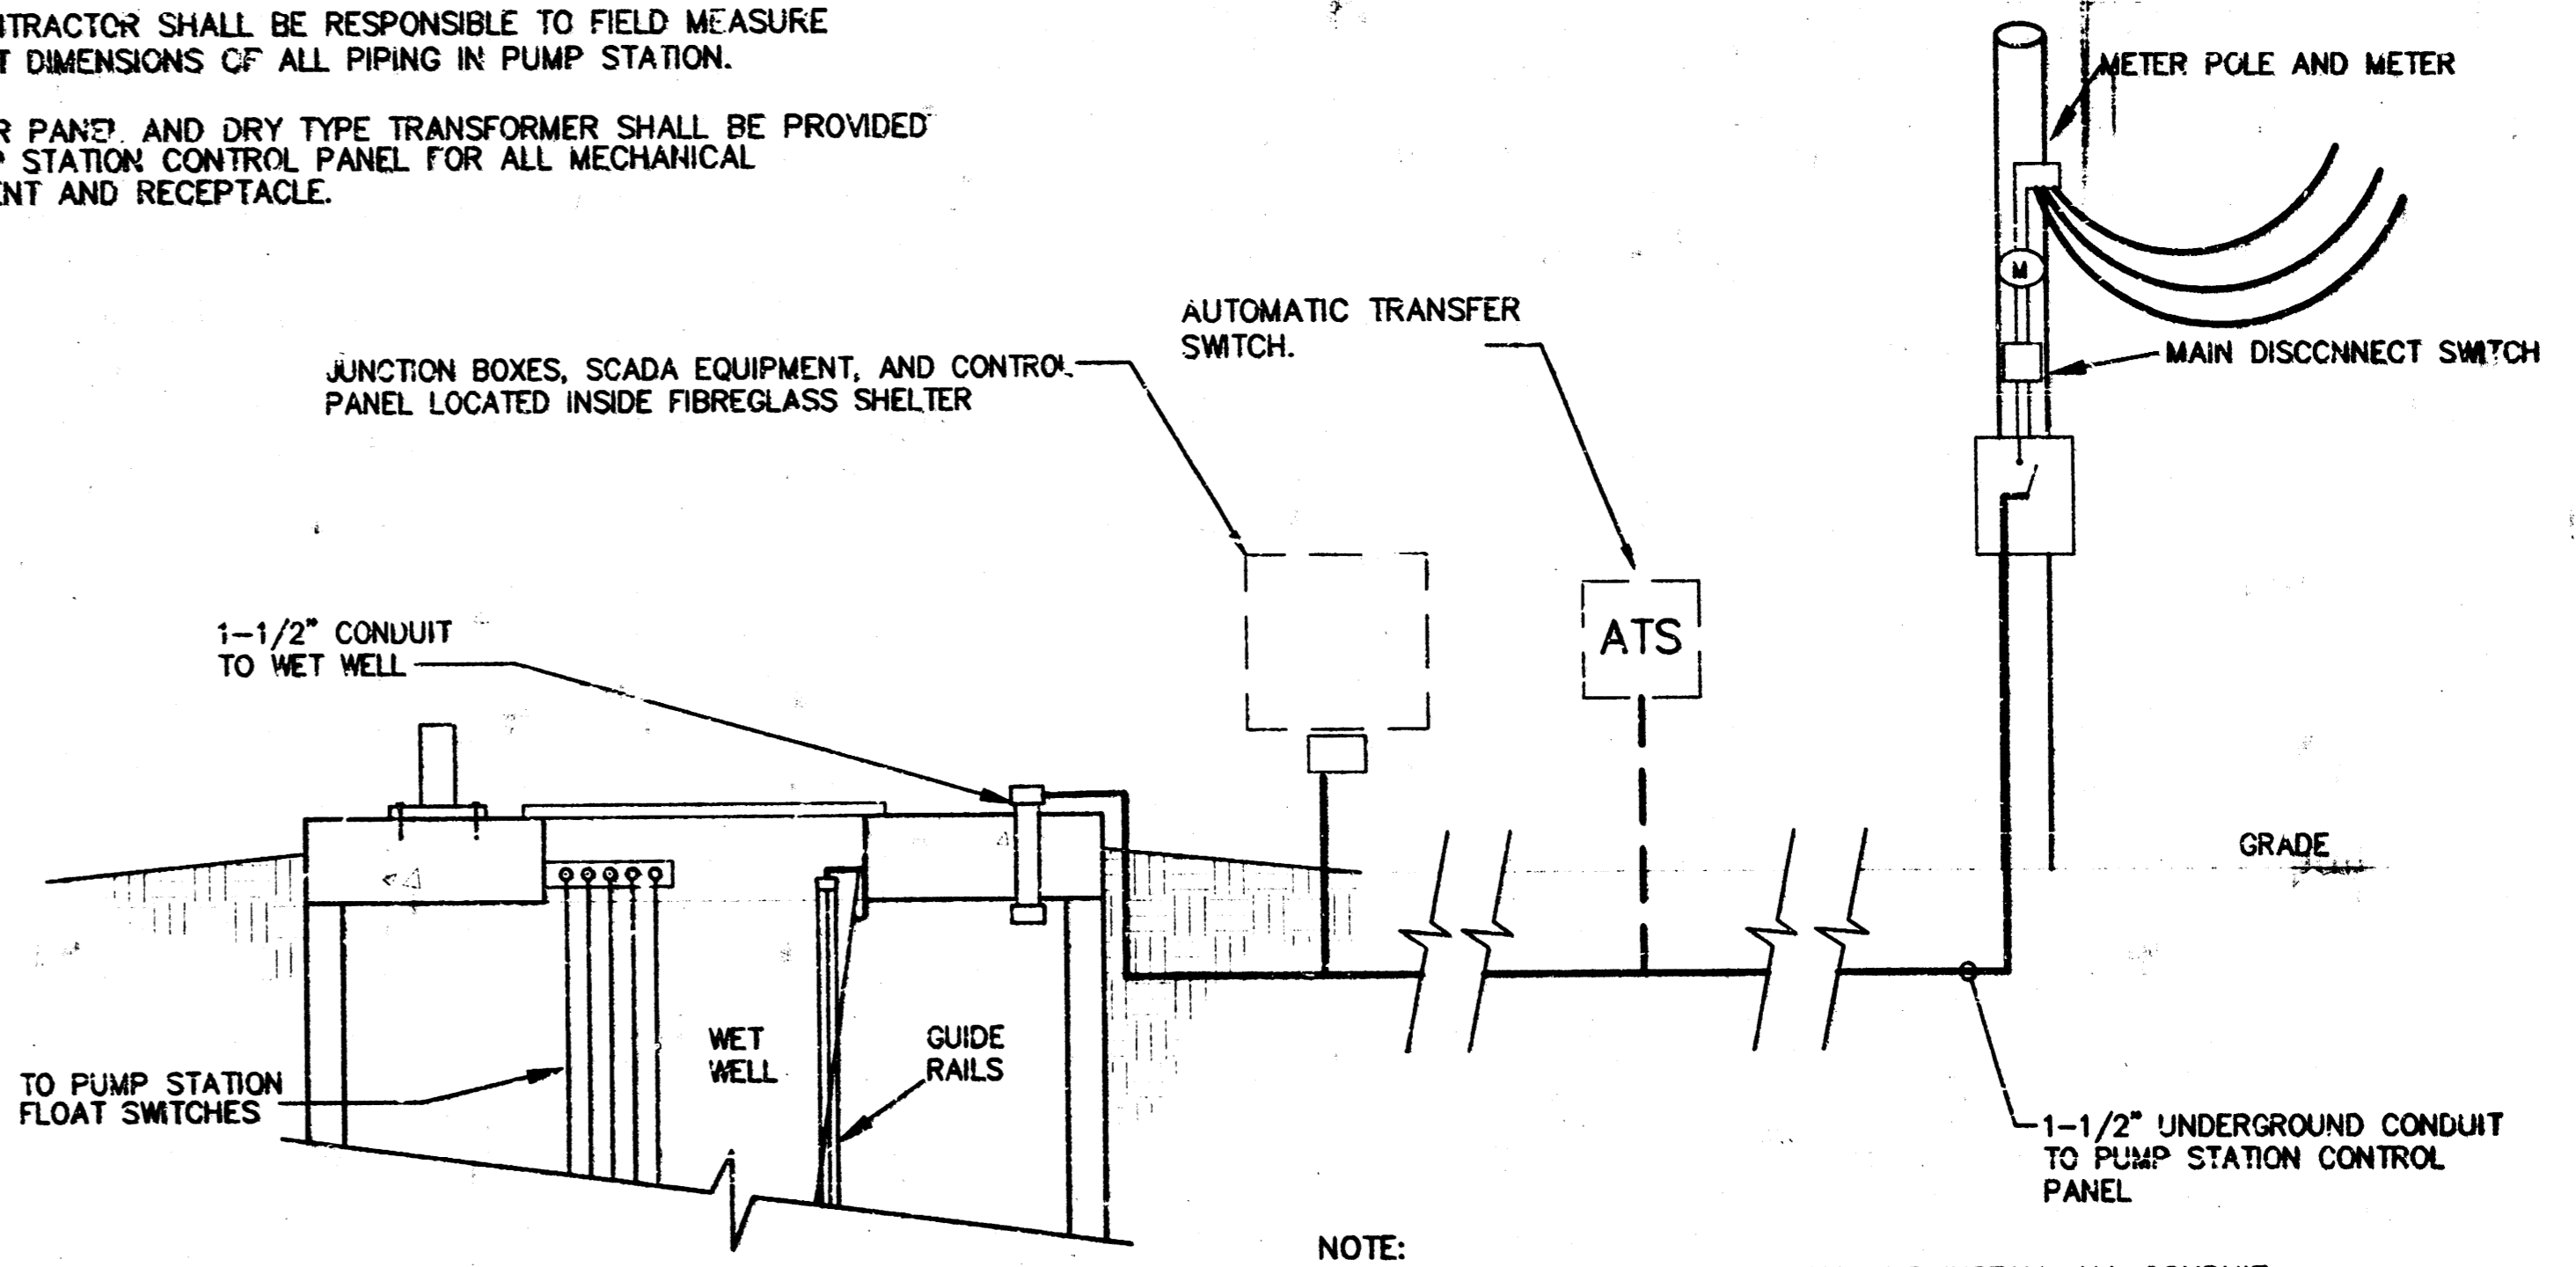 NTRACTOR SHALL BE RESPONSIBLE TO FIELD MEASURE
T DIMENSIONS OF ALL PIPING IN PUMP STATION.
R PANEL AND DRY TYPE TRANSFORMER SHALL BE PROVIDED
P STATION CONTROL PANEL FOR ALL MECHANICAL
ENT AND RECEPTACLE.
METER POLE AND METER
M
AUTOMATIC TRANSFER
SWITCH.
MAIN DISCONNECT SWITCH
JUNCTION BOXES, SCADA EQUIPMENT, AND CONTROL
PANEL LOCATED INSIDE FIBREGLASS SHELTER
1-1/2" CONDUIT
TO WET WELL
ATS
GRADE
WET
WELL
GUIDE
RAILS
TO PUMP STATION
FLOAT SWITCHES
1-1/2" UNDERGROUND CONDUIT
TO PUMP STATION CONTROL
PANEL
NOTE: